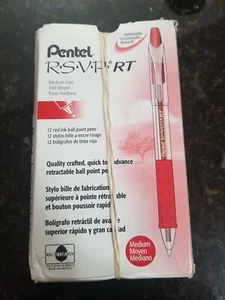 Retractable
Pentel
R.S.V.P. RT
Medium Line
Trait Moyen
Trazo mediano
12 red ink ball point pens
12 stylos-bille a encre rouge
12 bolígrafos de tinta roja
Quality crafted, quick to advance
retractable ball point pen
Stylo bille de fabrication
supérieure à pointe rétractable
et bouton poussoir rapide
Bolígrafo retráctil de
superior rápido y gran calidad
Medium
Moyen
Mediano